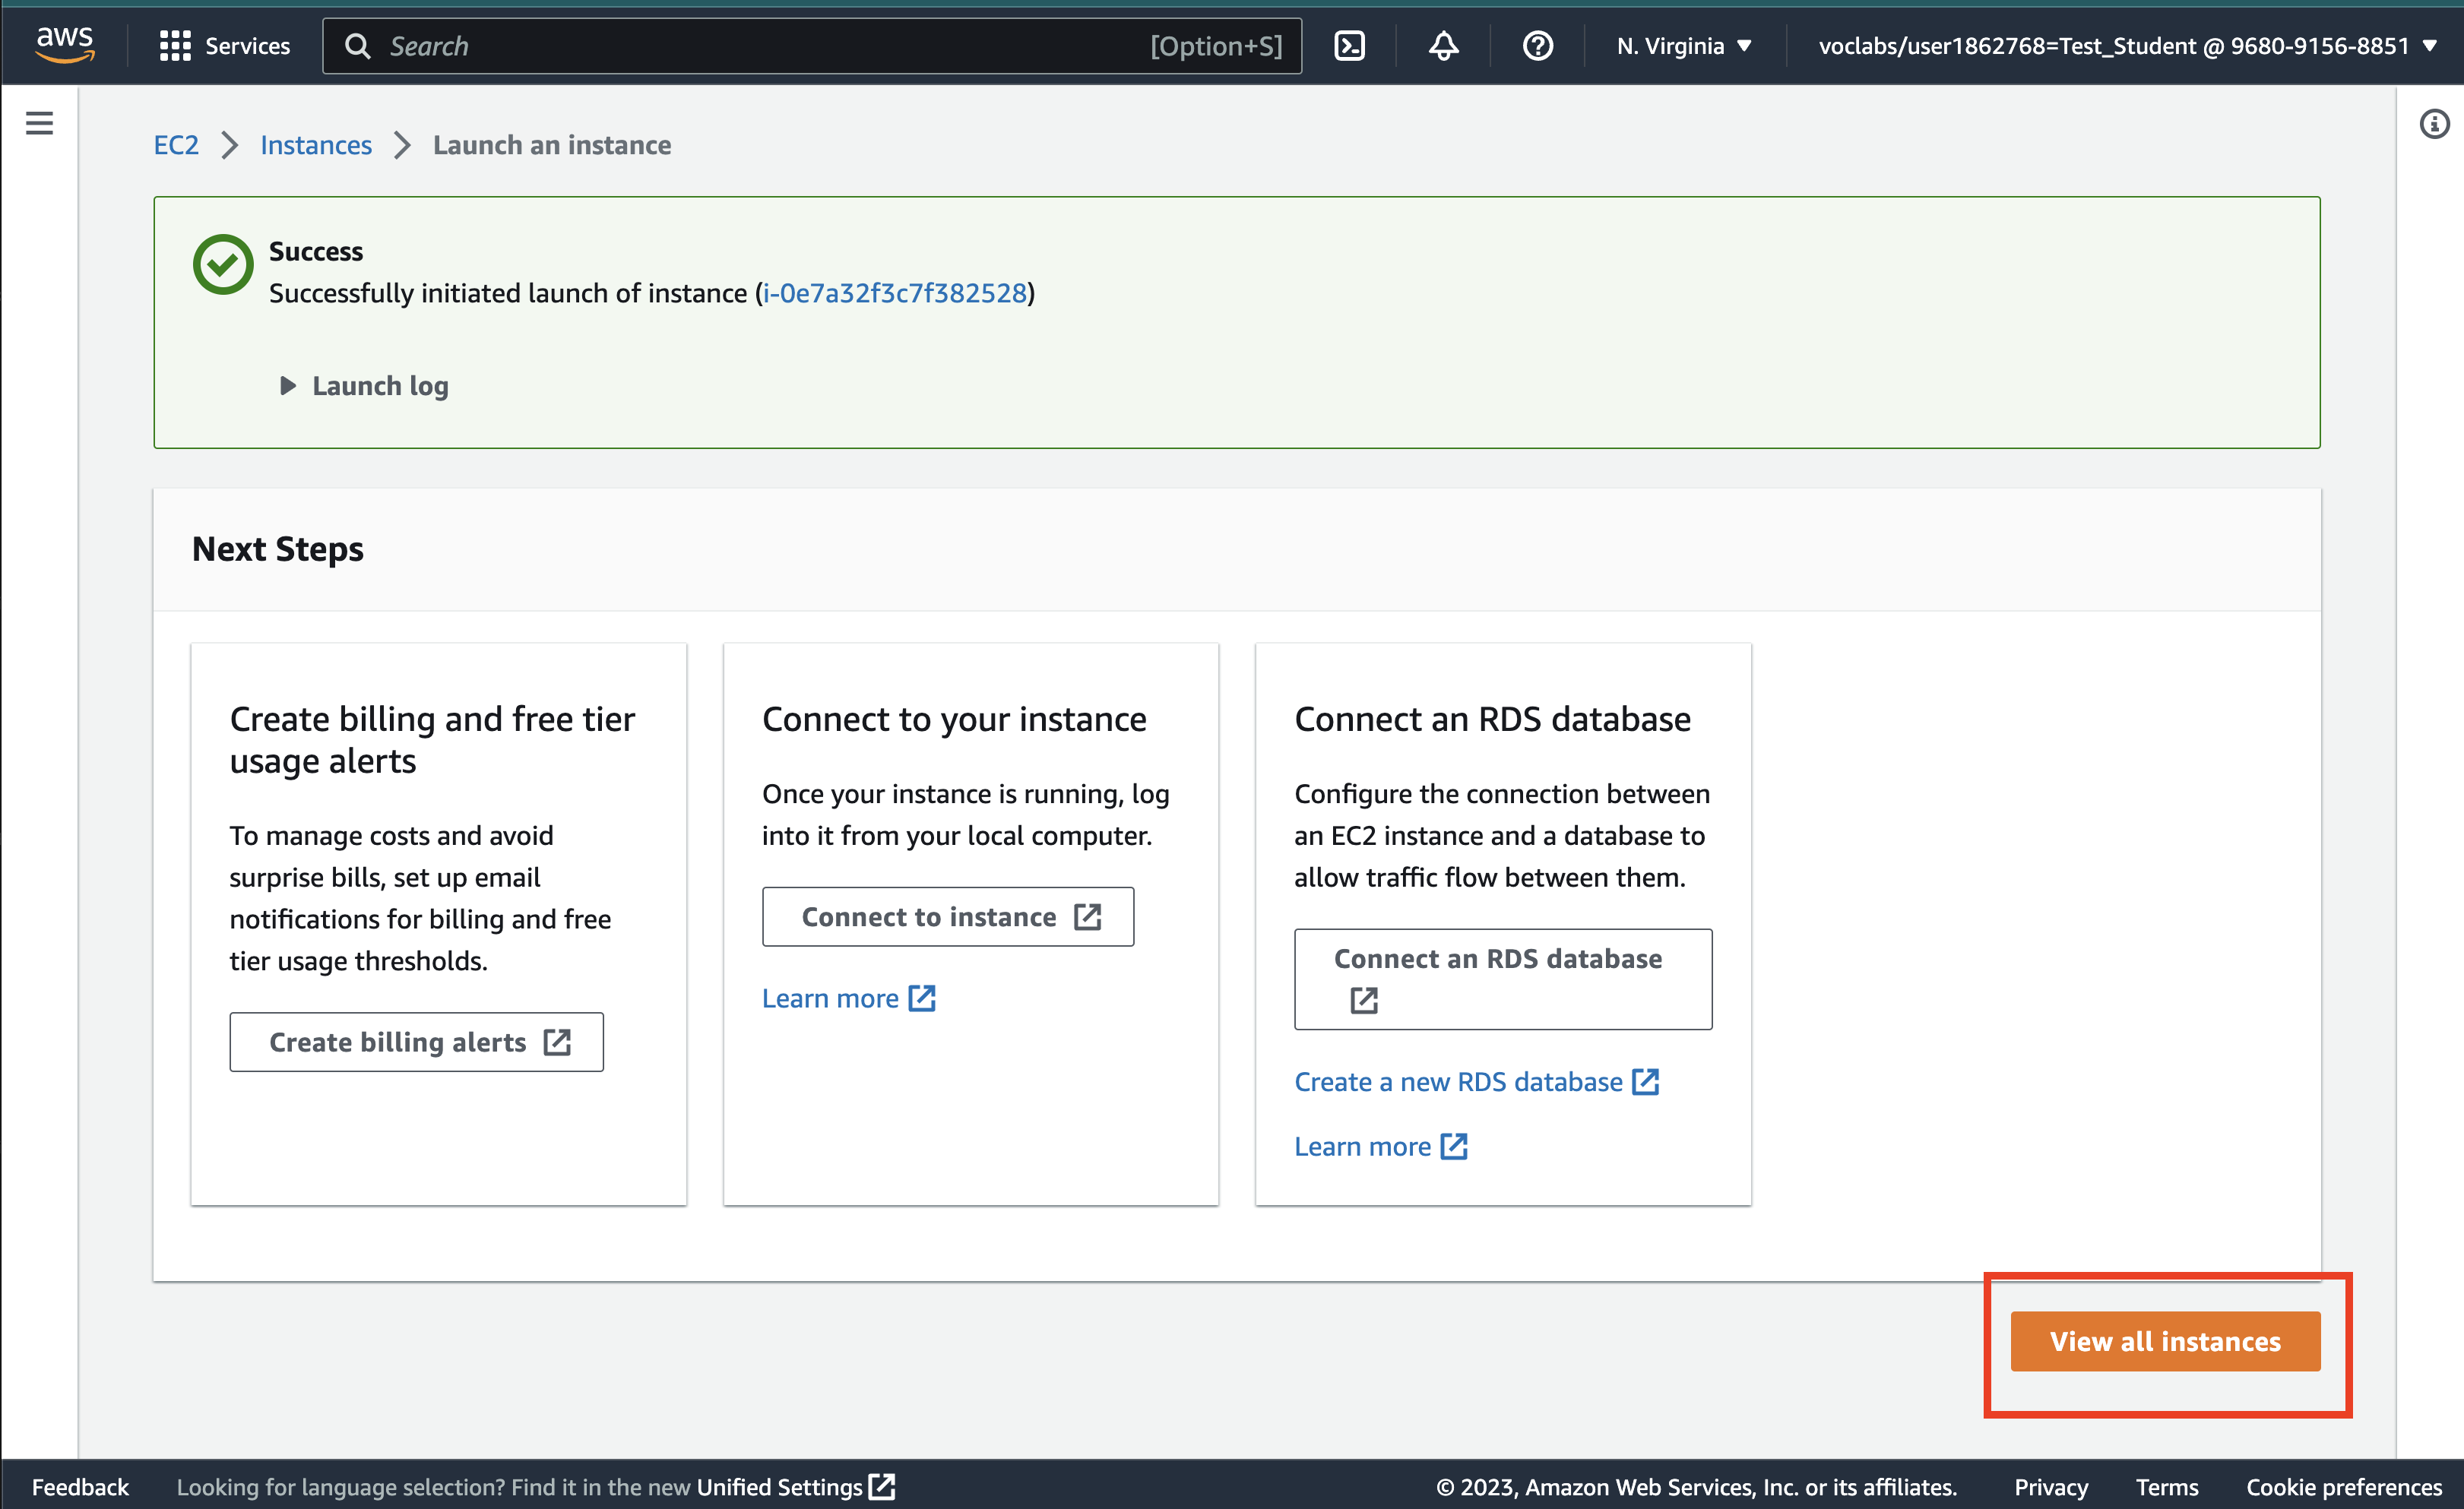 aws
Services
Search [Option+S]
N. Virginia
voclabs/user1862768=Test_Student @ 9680-9156-8851
EC2 Instances Launch an instance
Success
Successfully initiated launch of instance (i-0e7a32f3c7f382528)
Launch log
Next Steps
Create billing and free tier
usage alerts
To manage costs and avoid
surprise bills, set up email
notifications for billing and free
tier usage thresholds.
Create billing alerts
Connect to your instance
Once your instance is running, log
into it from your local computer.
Connect to instance
Learn more
Connect an RDS database
Configure the connection between
an EC2 instance and a database to
allow traffic flow between them.
Connect an RDS database
Create a new RDS database
Learn more
View all instances
Feedback
Looking for language selection? Find it in the new Unified Settings
© 2023, Amazon Web Services, Inc. or its affiliates.
Privacy
Terms
Cookie preferences